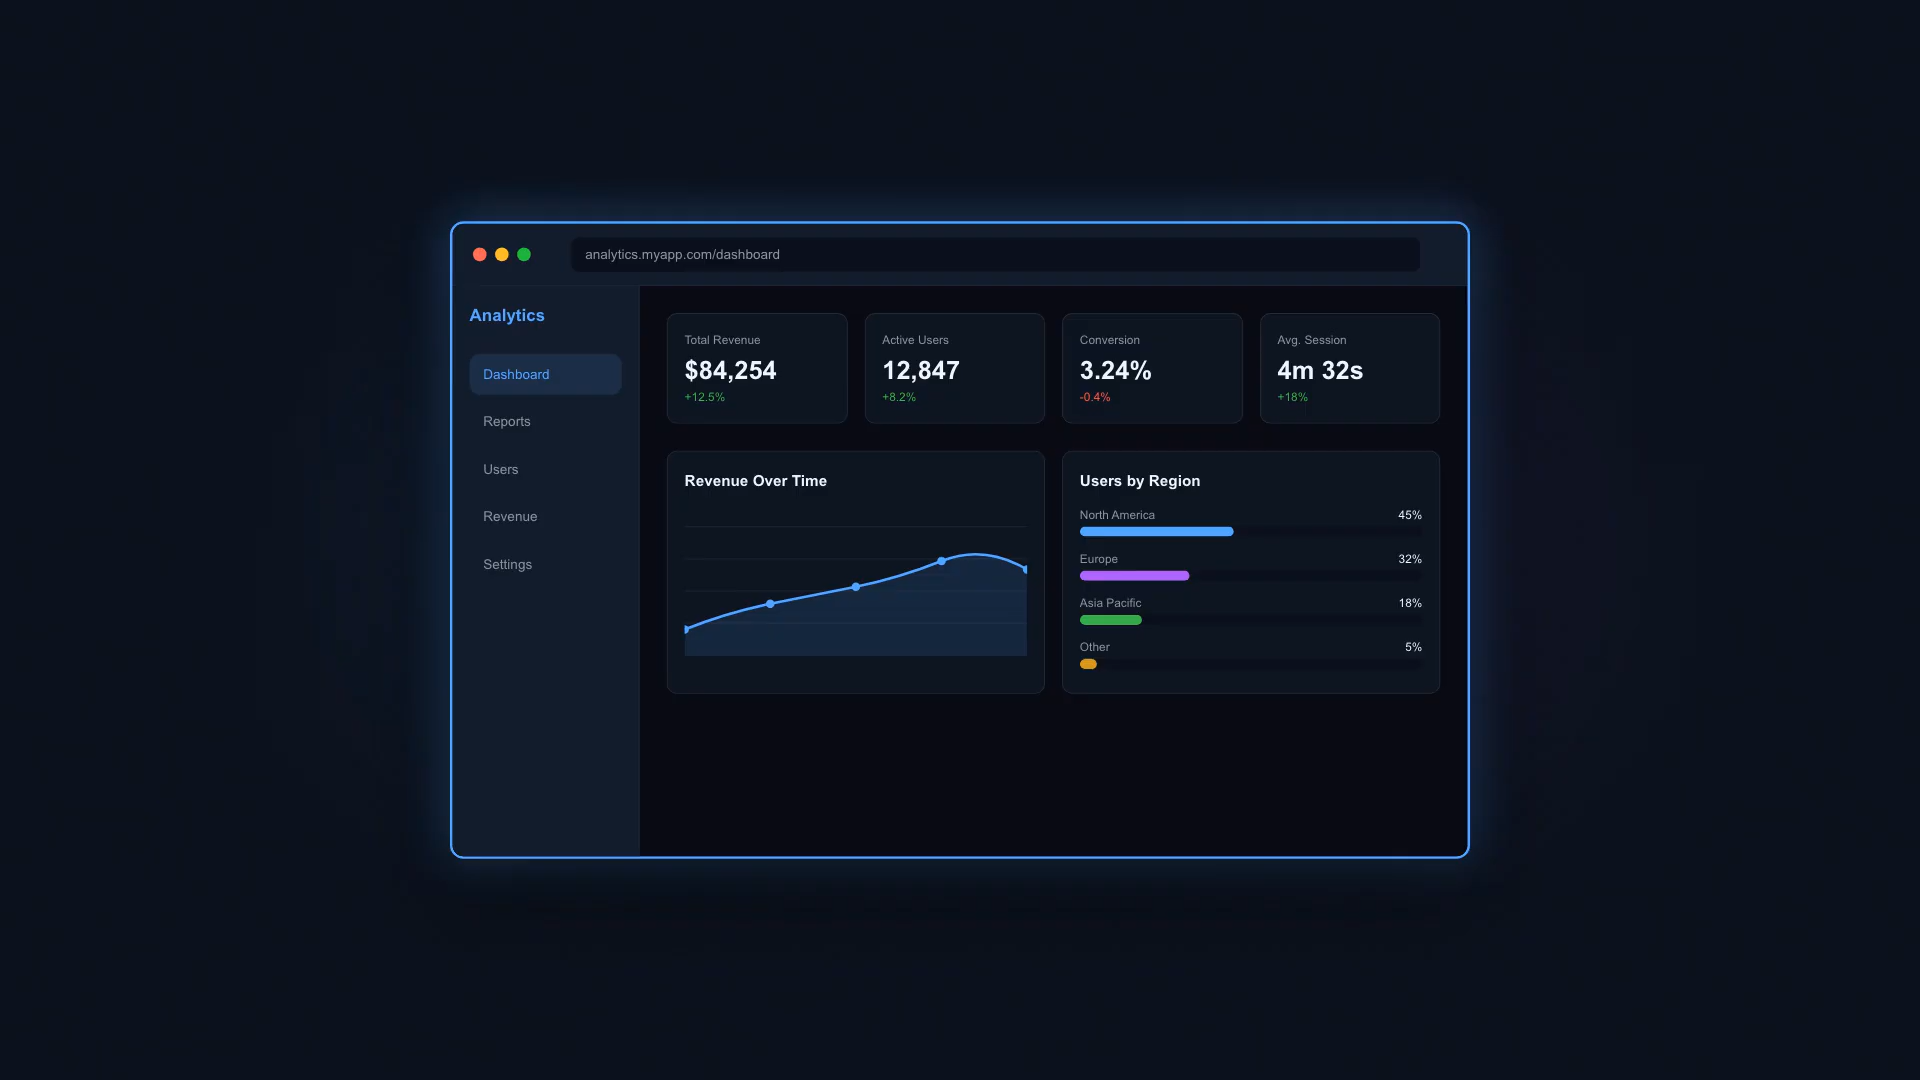 analytics.myapp.com/dashboard
Analytics
Dashboard
Reports
Users
Revenue
Settings
Total Revenue
$84,254
+12.5%
Active Users
12,847
+8.2%
Conversion
3.24%
-0.4%
Avg. Session
4m 32s
+18%
Revenue Over Time
Users by Region
North America 45%
Europe 32%
Asia Pacific 18%
Other 5%